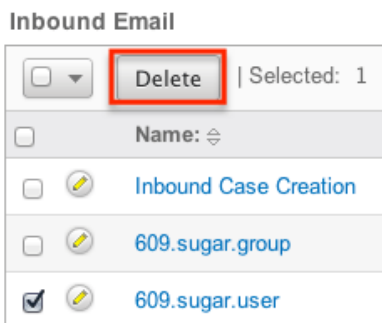 Inbound Email
Delete | Selected: 1
Name:
Inbound Case Creation
609.sugar.group
609.sugar.user